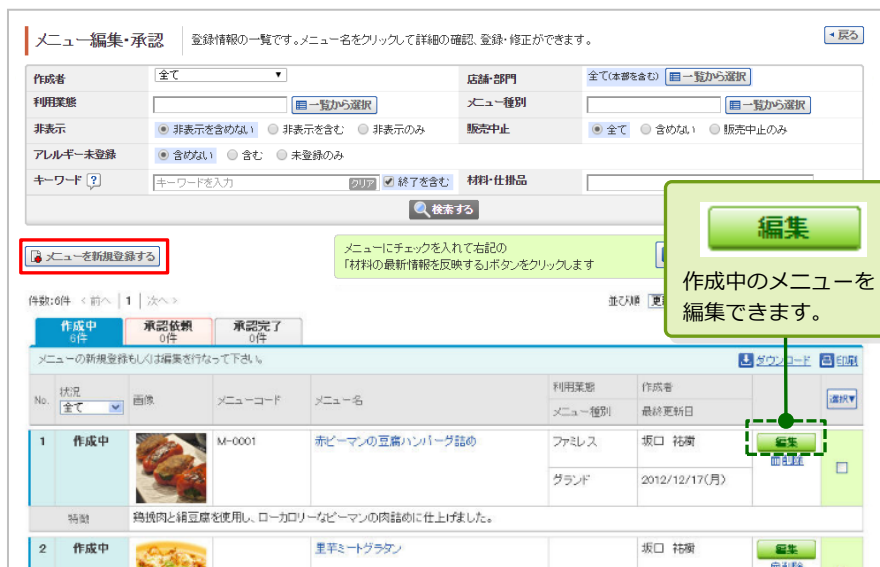 メニュー編集・承認 登録情報の一覧です。メニュー名をクリックして詳細の確認、登録・修正ができます。 戻る
作成者 全て 店舗・部門 全て(本部を含む) 一覧から選択
利用業態 一覧から選択 メニュー種別 一覧から選択
非表示 非表示を含めない 非表示を含む 非表示のみ 販売中止 全て 含めない 販売中止のみ
アレルギー未登録 含めない 含む 未登録のみ
キーワード ? キーワードを入力 クリア 終了を含む 材料・仕掛品
検索する
編集
作成中のメニューを
編集できます。
メニューを新規登録する
メニューにチェックを入れて右記の
「材料の最新情報を反映する」ボタンをクリックします
件数:6件 <前へ | 1 | 次へ> 並び順
作成中 承認依頼 承認完了
6件 0件 0件
メニューの新規登録もしくは編集を行なって下さい。 ダウンロード 印刷
No. 状況 画像 メニューコード メニュー名 利用業態 作成者 選択▼
全て メニュー種別 最終更新日
1 作成中 M-0001 赤ピーマンの豆腐ハンバーグ詰め ファミレス 坂口 祐樹 編集
削除
グランド 2012/12/17(月)
特徴 鶏挽肉と絹豆腐を使用し、ローカロリーなピーマンの肉詰めに仕上げました。
2 作成中 里芋ミートグラタン 坂口 祐樹 編集